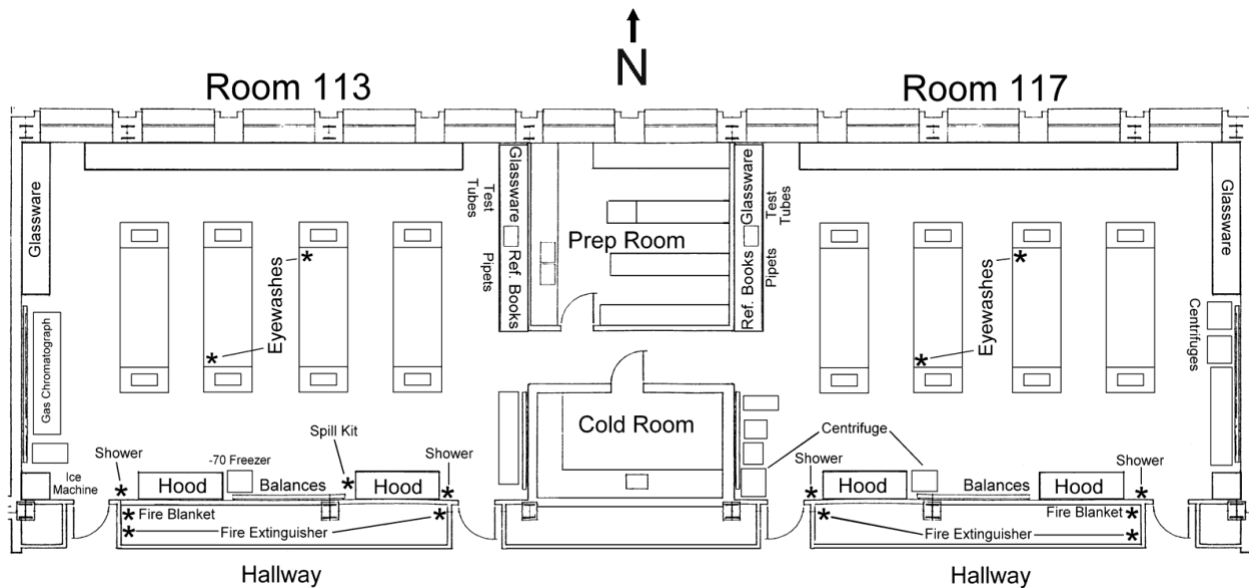 N
Room 113
Room 117
Glassware
Test
Tubes
Pipets
Glassware
Ref. Books
Prep Room
Ref. Books
Glassware
Test Tubes
Pipets
Glassware
Eyewashes
Eyewashes
Gas Chromatograph
Centrifuges
Cold Room
Spill Kit
Centrifuge
Shower
-70 Freezer
Shower
Shower
Shower
Ice
Machine
Hood
Balances
Hood
Hood
Balances
Hood
Fire Blanket
Fire Blanket
Fire Extinguisher
Fire Extinguisher
Hallway
Hallway